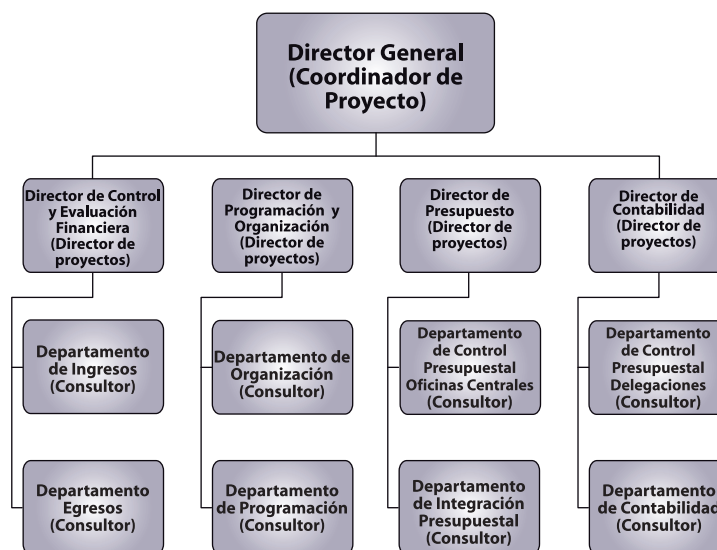 Director General
(Coordinador de
Proyecto)
Director de Control
y Evaluación
Financiera
(Director de
proyectos)
Director de
Programación y
Organización
(Director de
proyectos)
Director de
Presupuesto
(Director de
proyectos)
Director de
Contabilidad
(Director de
proyectos)
Departamento
de Ingresos
(Consultor)
Departamento de
Organización
(Consultor)
Departamento
de Control
Presupuestal
Oficinas Centrales
(Consultor)
Departamento
de Control
Presupuestal
Delegaciones
(Consultor)
Departamento
Egresos
(Consultor)
Departamento
de Programación
(Consultor)
Departamento
de Integración
Presupuestal
(Consultor)
Departamento
de Contabilidad
(Consultor)